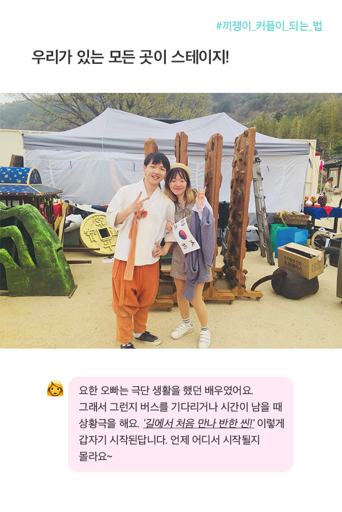 #끼쟁이_커플이_되는_법
우리가 있는 모든 곳이 스테이지!
요한 오빠는 극단 생활을 했던 배우였어요.
그래서 그런지 버스를 기다리거나 시간이 남을 때
상황극을 해요. '길에서 처음 만나 반한 씬!' 이렇게
갑자기 시작된답니다. 언제 어디서 시작될지
몰라요~